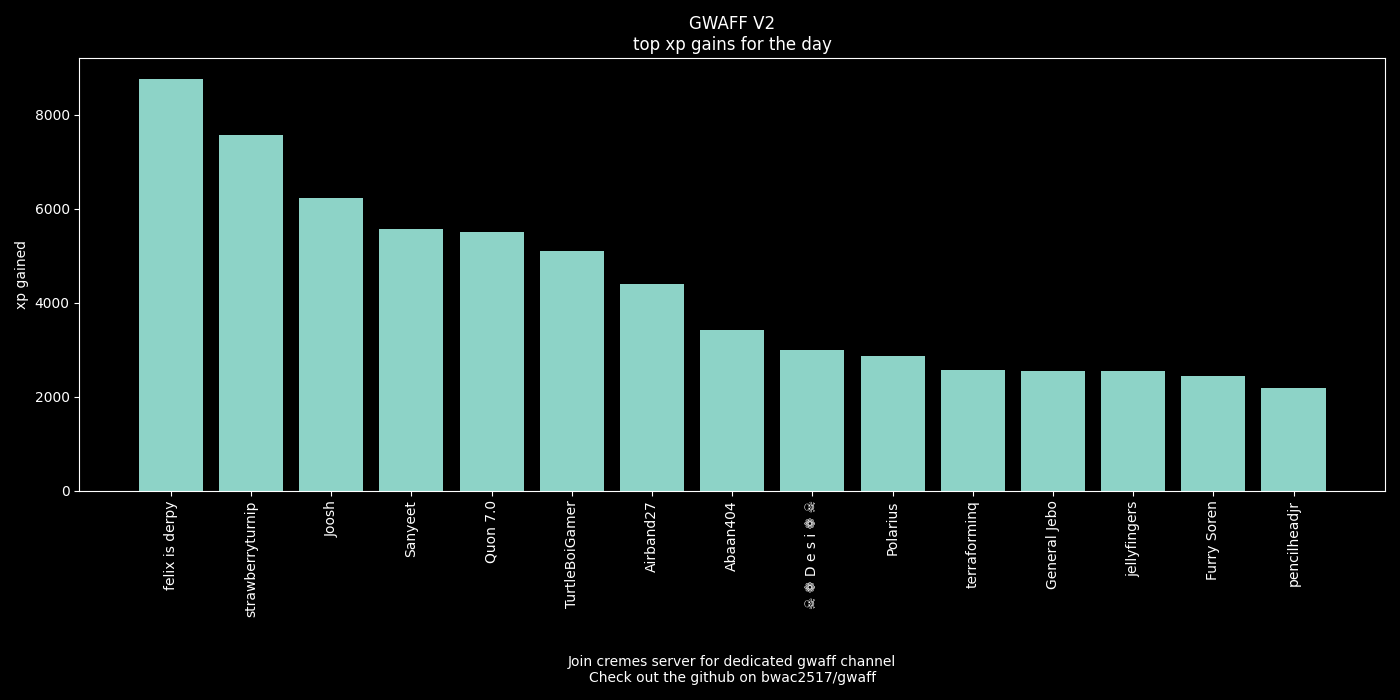 GWAFF V2
top xp gains for the day
xp gained
8000
6000
4000
2000
0
felix is derpy
strawberryturnip
Joosh
Sanyeet
Quon 7.0
TurtleBoiGamer
Airband27
Abaan404
☠ ❁ D e s i ❁ ☠
Polarius
terraforminq
General Jebo
jellyfingers
Furry Soren
pencilheadjr
Join cremes server for dedicated gwaff channel
Check out the github on bwac2517/gwaff